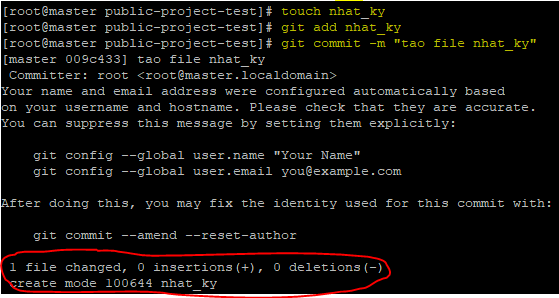 [root@master public-project-test]# touch nhat_ky
[root@master public-project-test]# git add nhat_ky
[root@master public-project-test]# git commit -m "tao file nhat_ky"
[master 009c433] tao file nhat_ky
 Committer: root <root@master.localdomain>
Your name and email address were configured automatically based
on your username and hostname. Please check that they are accurate.
You can suppress this message by setting them explicitly:

    git config --global user.name "Your Name"
    git config --global user.email you@example.com

After doing this, you may fix the identity used for this commit with:

    git commit --amend --reset-author

 1 file changed, 0 insertions(+), 0 deletions(-)
 create mode 100644 nhat_ky